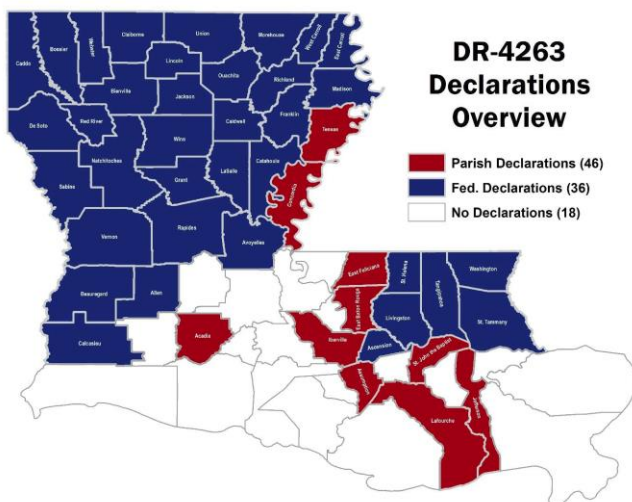 DR-4263
Declarations
Overview
Parish Declarations (46)
Fed. Declarations (36)
No Declarations (18)
Caddo
Bossier
Webster
Claiborne
Union
Morehouse
West Carroll
East Carroll
Lincoln
Ouachita
Richland
Madison
Bienville
Jackson
De Soto
Red River
Caldwell
Franklin
Tensas
Winn
Natchitoches
Sabine
Grant
LaSalle
Catahoula
Concordia
Vernon
Rapides
Avoyelles
Beauregard
Allen
Calcasieu
Acadia
East Feliciana
St. Helena
Tangipahoa
Washington
East Baton Rouge
Livingston
St. Tammany
Iberville
Ascension
St. John the Baptist
Assumption
Lafourche
Jefferson